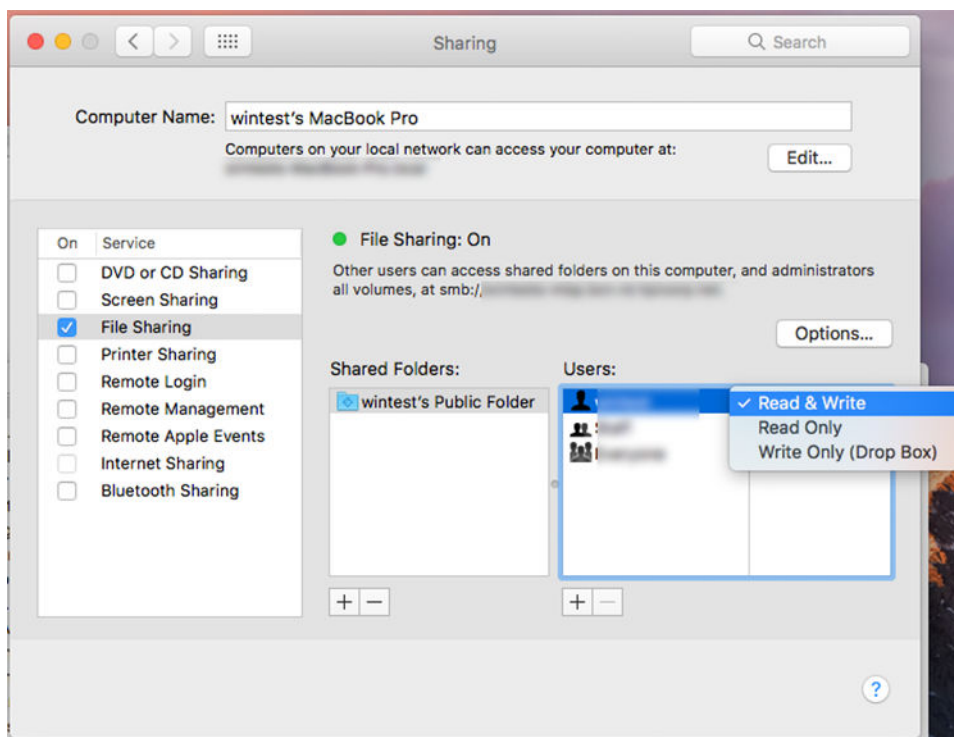 Sharing
Search
Computer Name: wintest's MacBook Pro
Computers on your local network can access your computer at:
Edit...
On Service
DVD or CD Sharing
Screen Sharing
File Sharing
Printer Sharing
Remote Login
Remote Management
Remote Apple Events
Internet Sharing
Bluetooth Sharing
File Sharing: On
Other users can access shared folders on this computer, and administrators
all volumes, at smb:/
Options...
Shared Folders:
wintest's Public Folder
Users:
Read & Write
Read Only
Write Only (Drop Box)
+ −
+ −
?